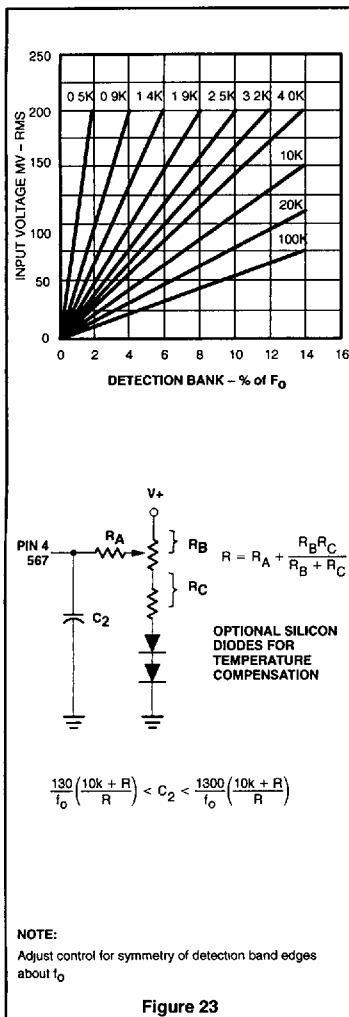 250
200
150
100
50
0
INPUT VOLTAGE MV – RMS
0 5K 0 9K 1 4K 1 9K 2 5K 3 2K 4 0K
10K
20K
100K
0 2 4 6 8 10 12 14 16
DETECTION BANK – % of Fo
V+
PIN 4
567
RA
RB
RC
C2
R = RA + RBRC / RB + RC
OPTIONAL SILICON
DIODES FOR
TEMPERATURE
COMPENSATION
130/fo (10k + R / R) < C2 < 1300/fo (10k + R / R)
NOTE:
Adjust control for symmetry of detection band edges
about fo
Figure 23